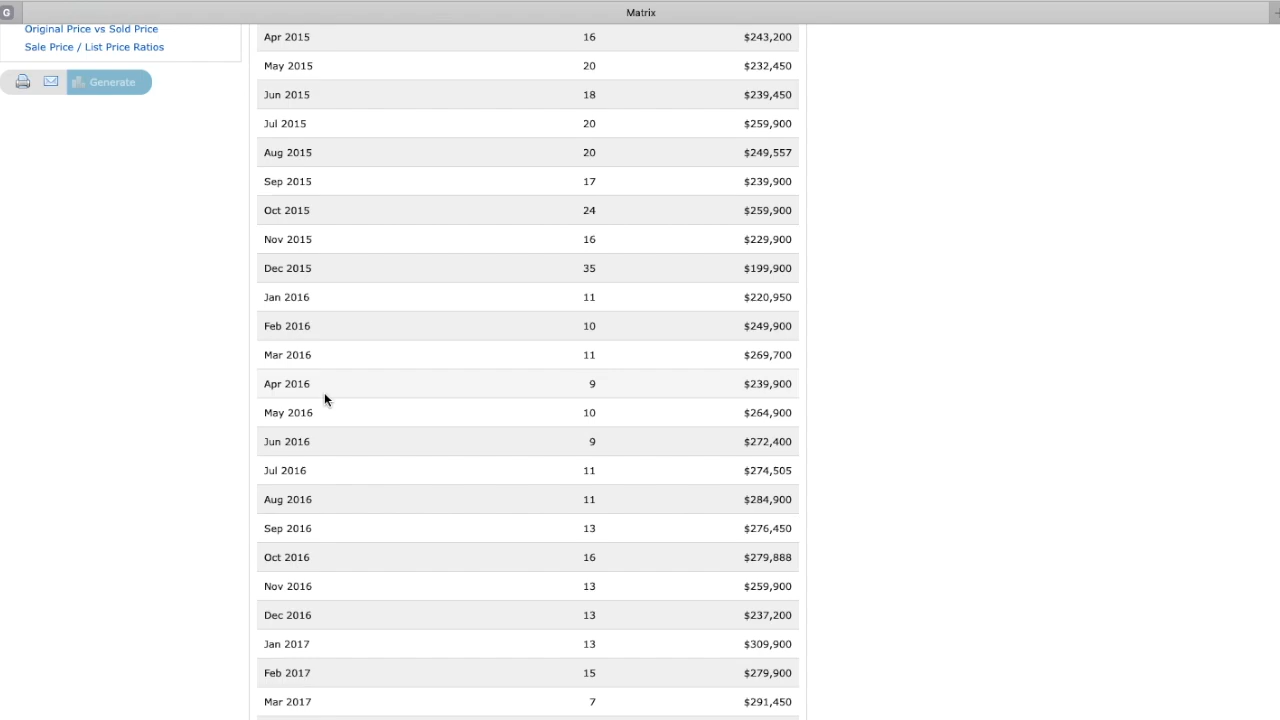 G
Matrix
Original Price vs Sold Price
Sale Price / List Price Ratios
Generate
Apr 2015 16 $243,200
May 2015 20 $232,450
Jun 2015 18 $239,450
Jul 2015 20 $259,900
Aug 2015 20 $249,557
Sep 2015 17 $239,900
Oct 2015 24 $259,900
Nov 2015 16 $229,900
Dec 2015 35 $199,900
Jan 2016 11 $220,950
Feb 2016 10 $249,900
Mar 2016 11 $269,700
Apr 2016 9 $239,900
May 2016 10 $264,900
Jun 2016 9 $272,400
Jul 2016 11 $274,505
Aug 2016 11 $284,900
Sep 2016 13 $276,450
Oct 2016 16 $279,888
Nov 2016 13 $259,900
Dec 2016 13 $237,200
Jan 2017 13 $309,900
Feb 2017 15 $279,900
Mar 2017 7 $291,450